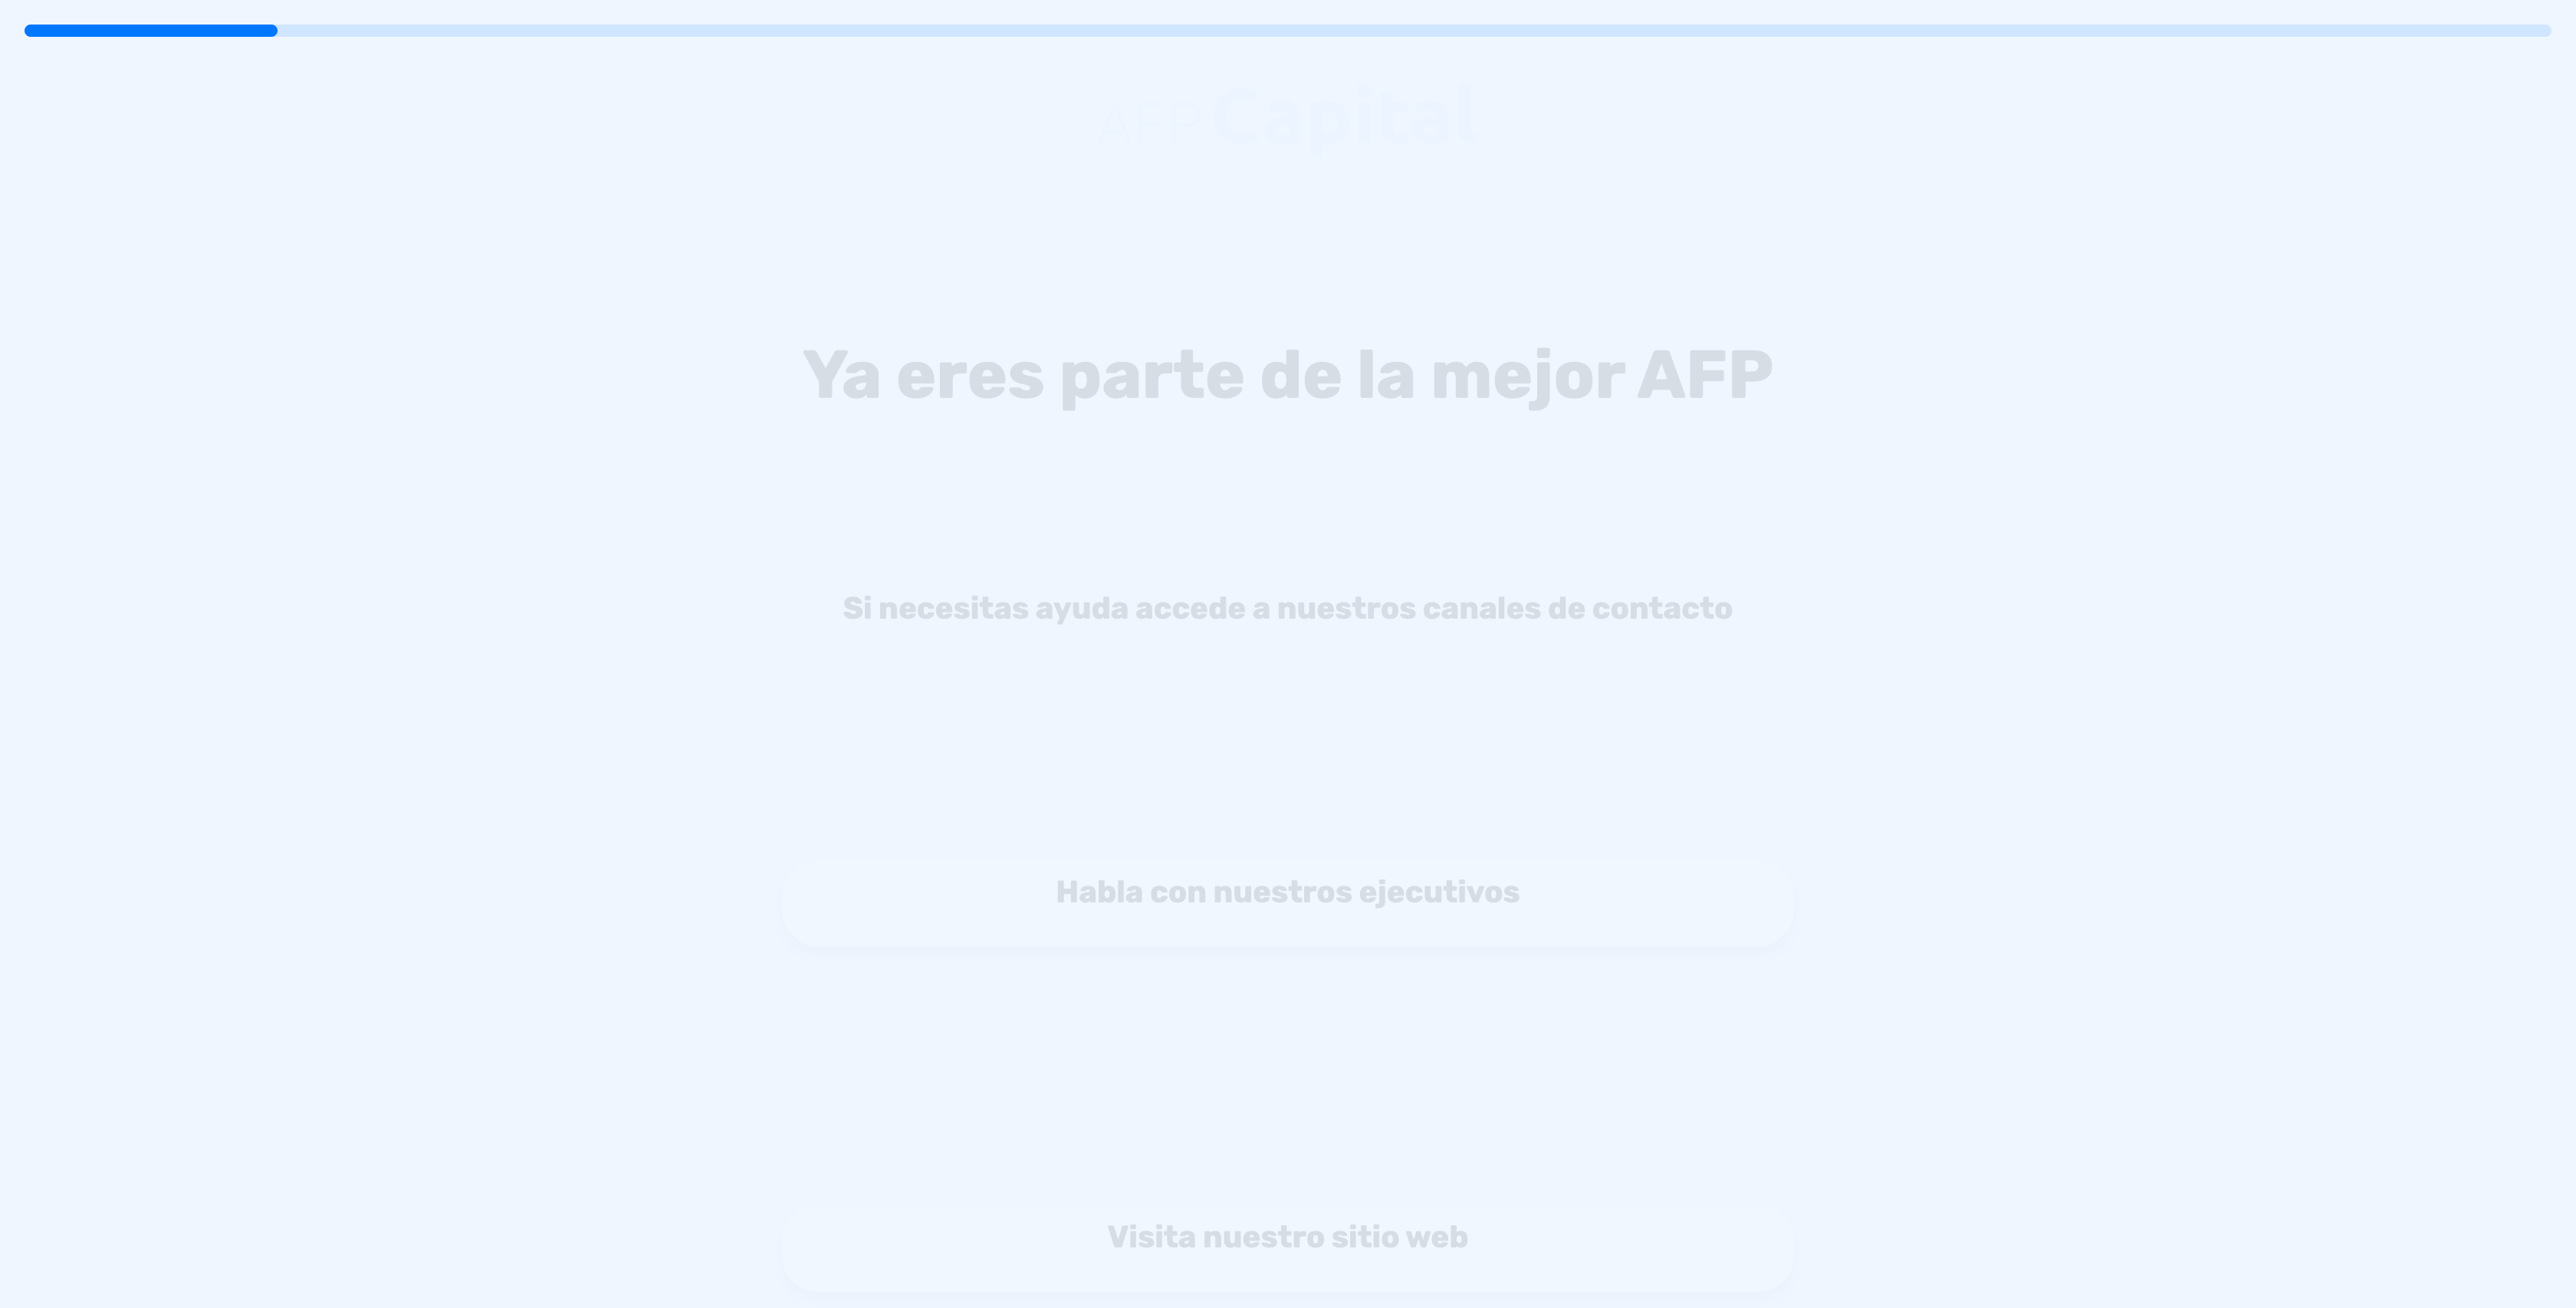 AFP Capital
Ya eres parte de la mejor AFP
Si necesitas ayuda accede a nuestros canales de contacto
Habla con nuestros ejecutivos
Visita nuestro sitio web